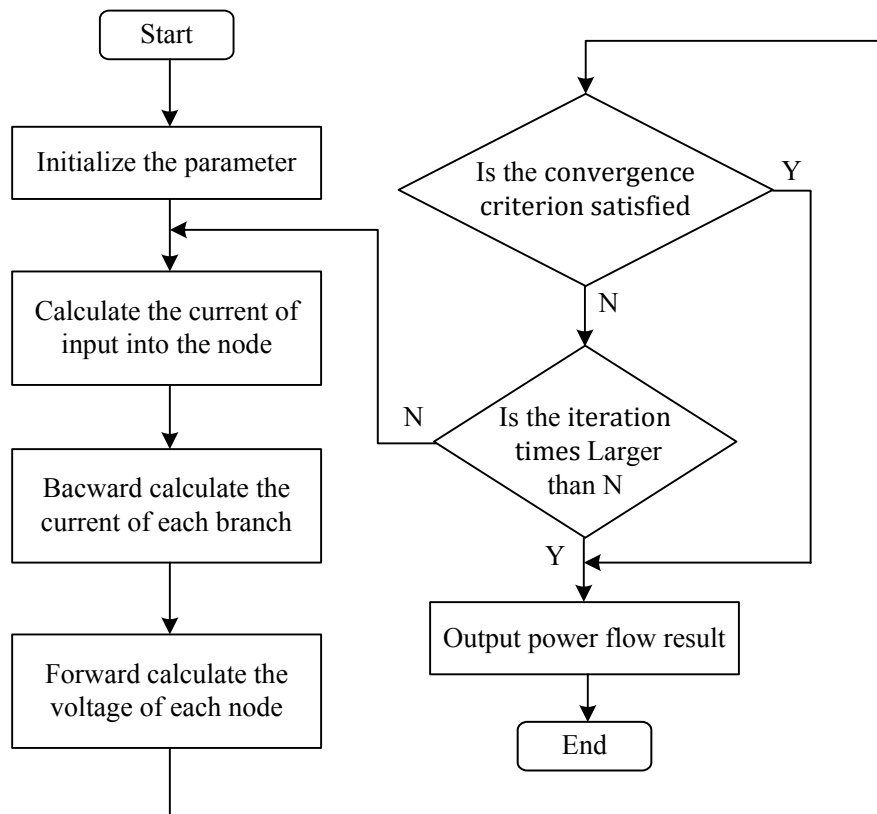 Start
Initialize the parameter
Calculate the current of
input into the node
Bacward calculate the
current of each branch
Forward calculate the
voltage of each node
Is the convergence
criterion satisfied
Y
N
Is the iteration
times Larger
than N
N
Y
Output power flow result
End